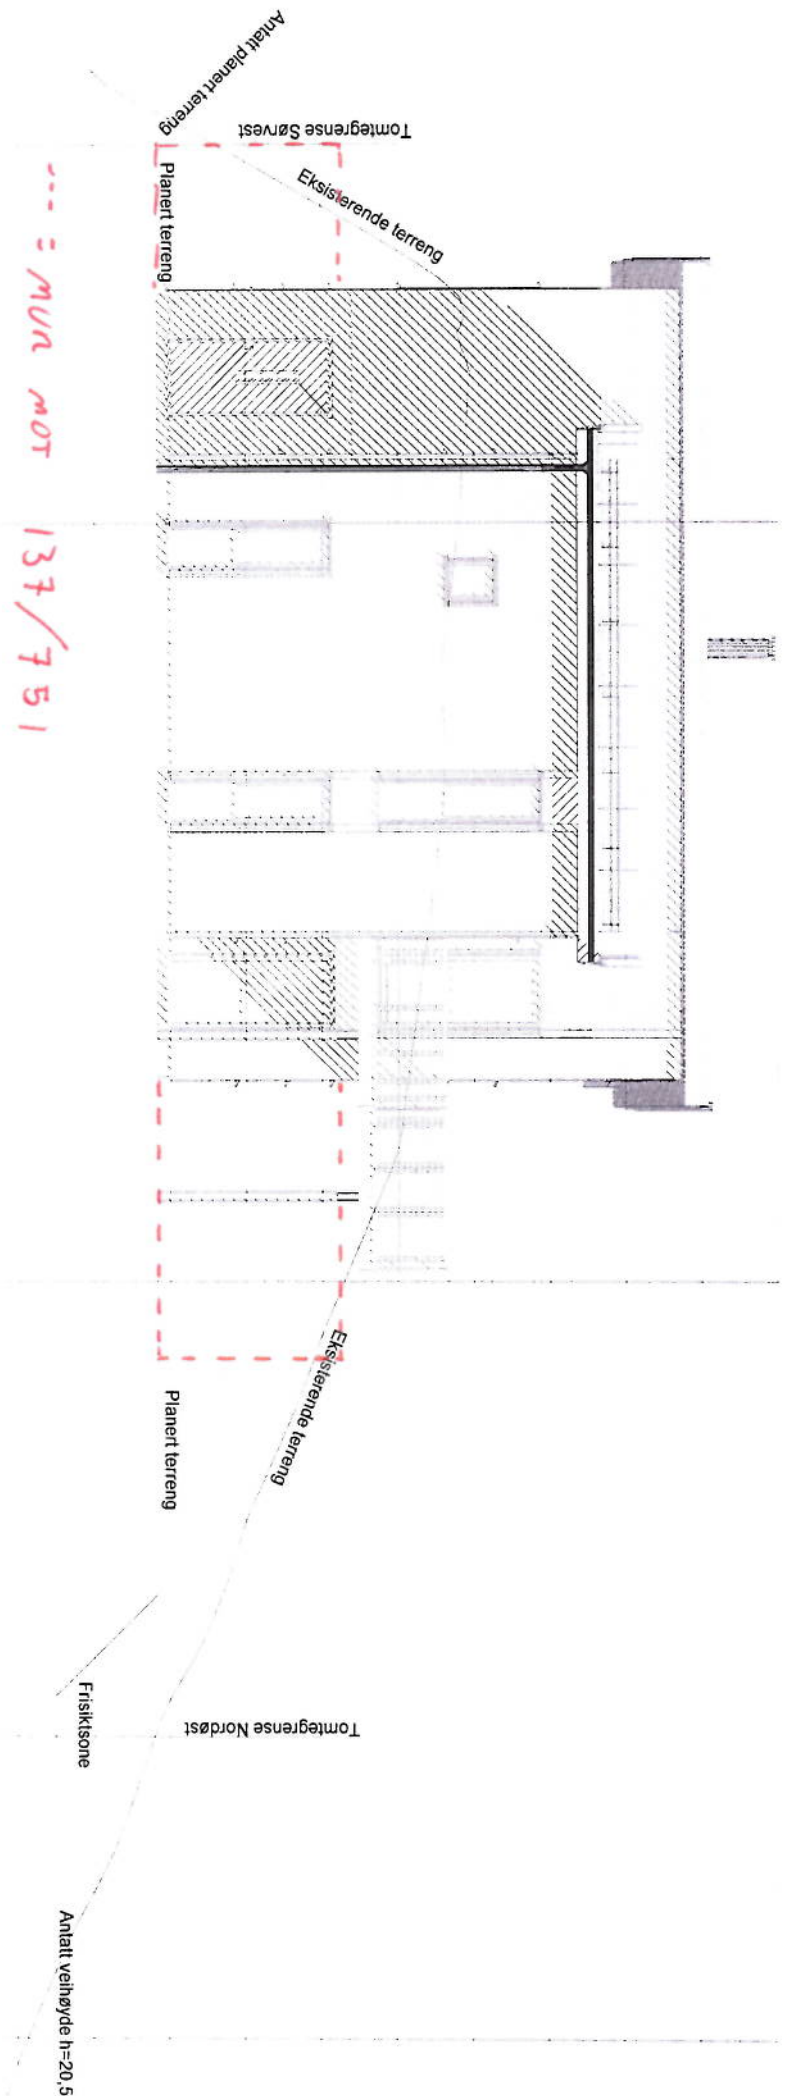 Antatt planert terreng
Tomtegrense Sørvest
Planert terreng
Eksisterende terreng
--- = MUR MOT 137/751
Eksisterende terreng
Planert terreng
Frisiktsone
Tomtegrense Nordøst
Antatt veihøyde h=20,5